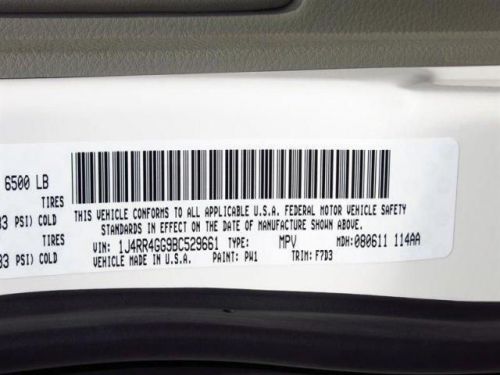 6500 LB
TIRES
33 PSI) COLD
THIS VEHICLE CONFORMS TO ALL APPLICABLE U.S.A. FEDERAL MOTOR VEHICLE SAFETY
STANDARDS IN EFFECT ON THE DATE OF MANUFACTURE SHOWN ABOVE.
TIRES
33 PSI) COLD
VIN: 1J4RR4GG9BC529661 TYPE: MPV MDH: 080611 114AA
VEHICLE MADE IN U.S.A. PAINT: PW1 TRIM: F7D3